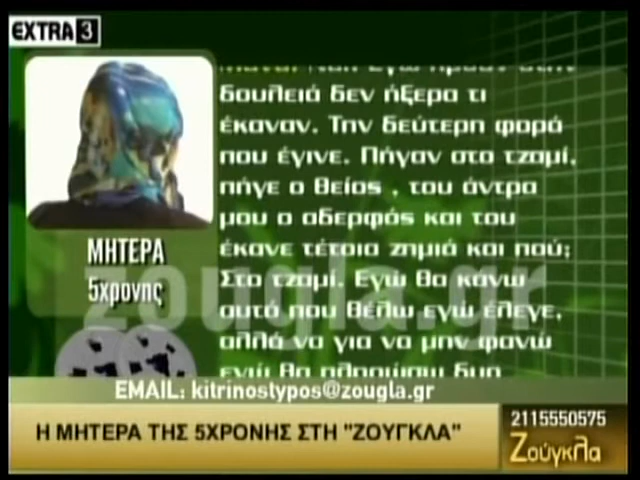 EXTRA 3
δουλειά δεν ήξερα τι
έκαναν. Την δεύτερη φορά
που έγινε. Πήγαν στο τζαμί,
πήγε ο θείος , του άντρα
μου ο αδερφός και του
έκανε τέτοια ζημιά και πού;
Στο τζαμί. Εγώ θα κάνω
αυτό που θέλω εγώ έλεγε,
αλλά να για να μην φανώ
εγώ θα
ΜΗΤΕΡΑ
5χρονης
zougla.gr
EMAIL: kitrinostypos@zougla.gr
Η ΜΗΤΕΡΑ ΤΗΣ 5ΧΡΟΝΗΣ ΣΤΗ "ΖΟΥΓΚΛΑ"
2115550575
Ζούγκλα